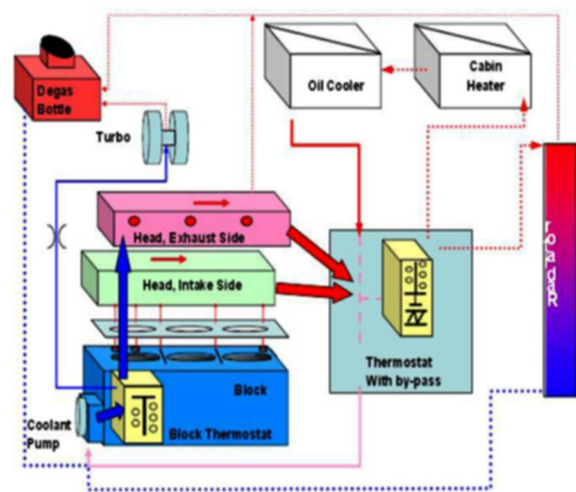 Degas
Bottle
Turbo
Oil Cooler
Cabin
Heater
Head, Exhaust Side
Head, Intake Side
Thermostat
With by-pass
Block
Block Thermostat
Coolant
Pump